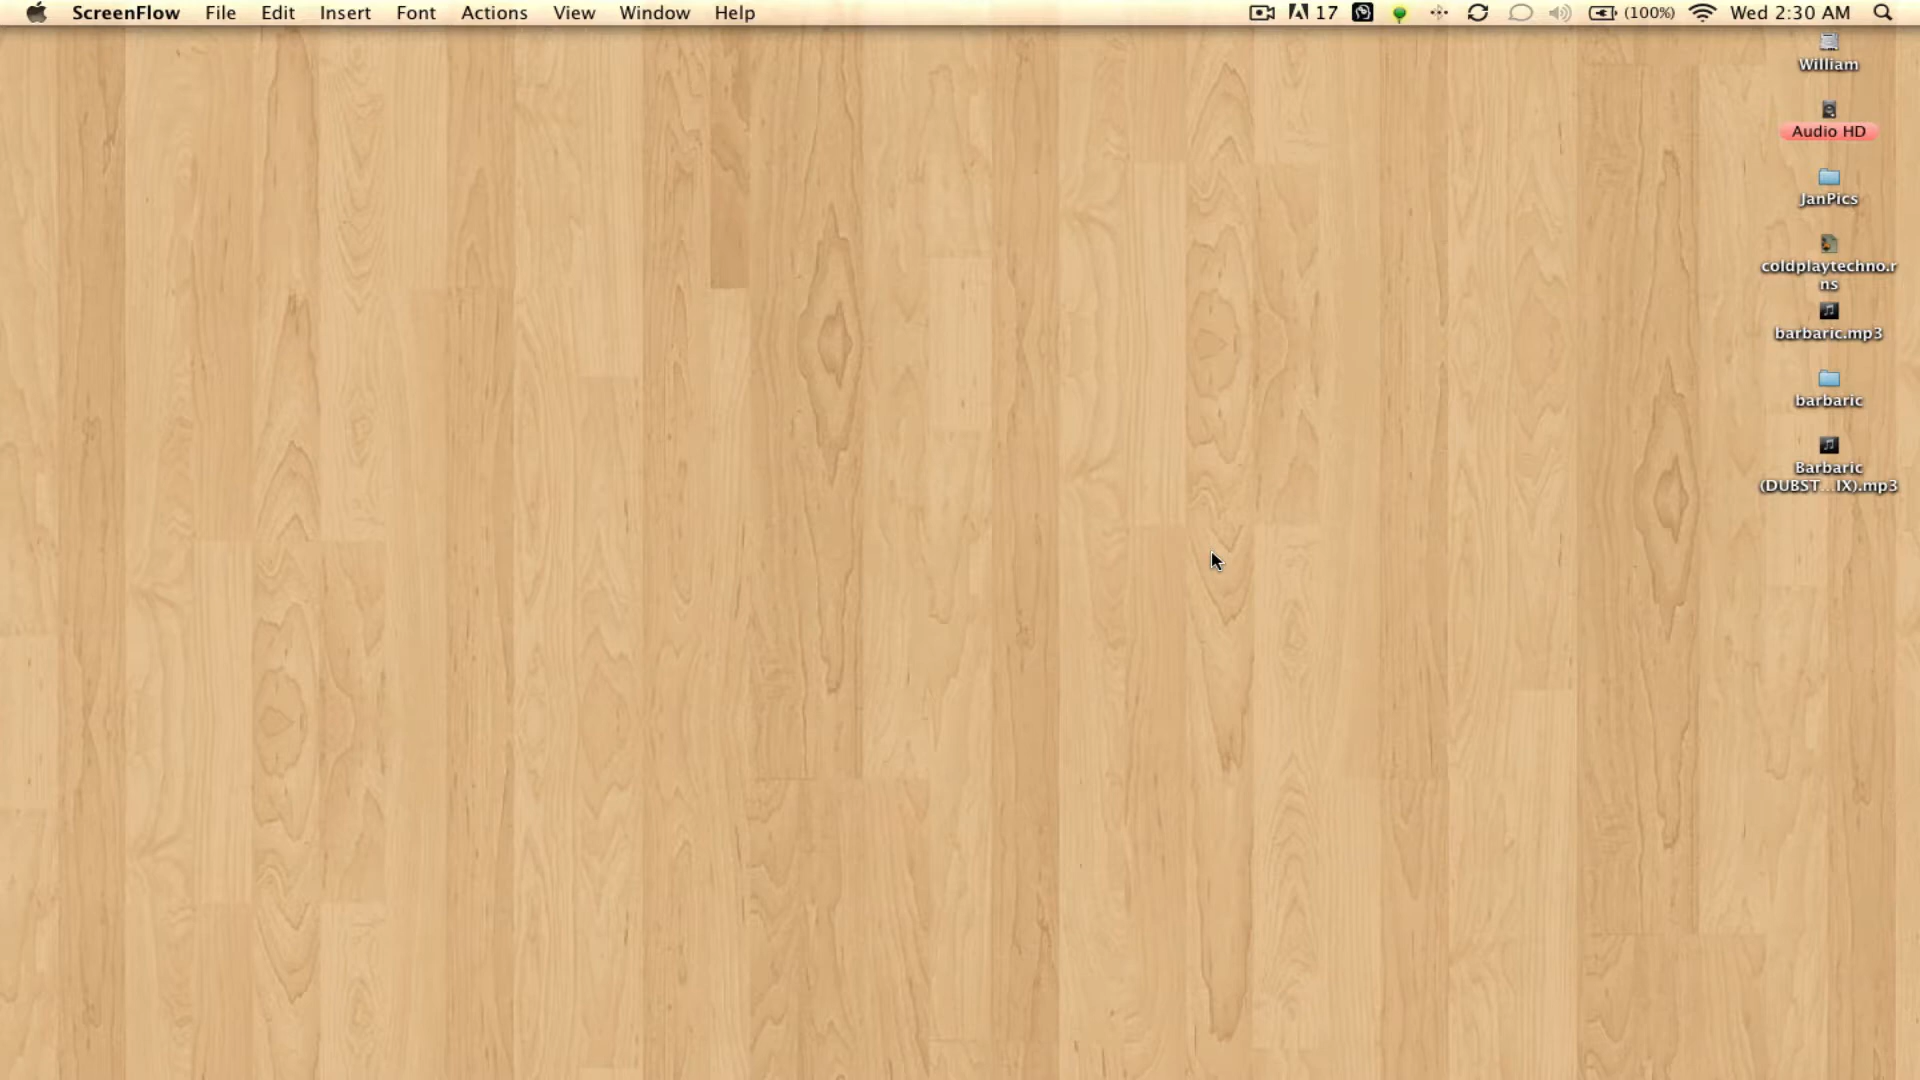 ScreenFlow File Edit Insert Font Actions View Window Help 17 (100%) Wed 2:30 AM
William
Audio HD
JanPics
coldplaytechno.r
ns
barbaric.mp3
barbaric
Barbaric
(DUBST...IX).mp3